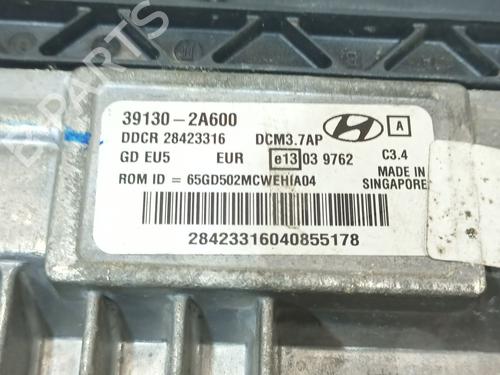 39130-2A600
DDCR 28423316 DCM3.7AP A
GD EU5 EUR e13 03 9762 C3.4
ROM ID = 65GD502MCWEHIA04 MADE IN
SINGAPORE
28423316040855178